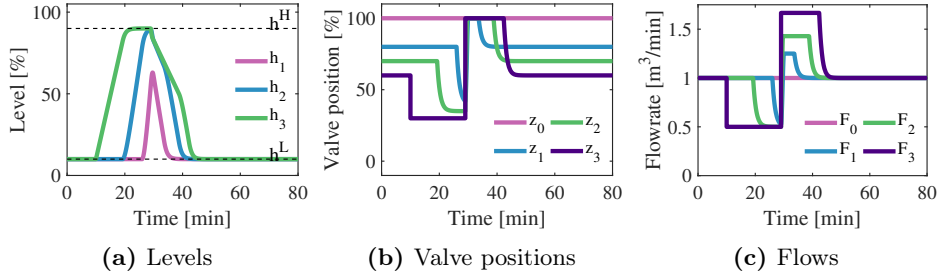 100
50
0
Level [%]
h^H
h_1
h_2
h_3
h^L
0 20 40 60 80
Time [min]
(a) Levels
100
50
0
Valve position [%]
z_0 z_2
z_1 z_3
0 20 40 60 80
Time [min]
(b) Valve positions
1.5
1
0.5
0
Flowrate [m^3/min]
F_0 F_2
F_1 F_3
0 20 40 60 80
Time [min]
(c) Flows